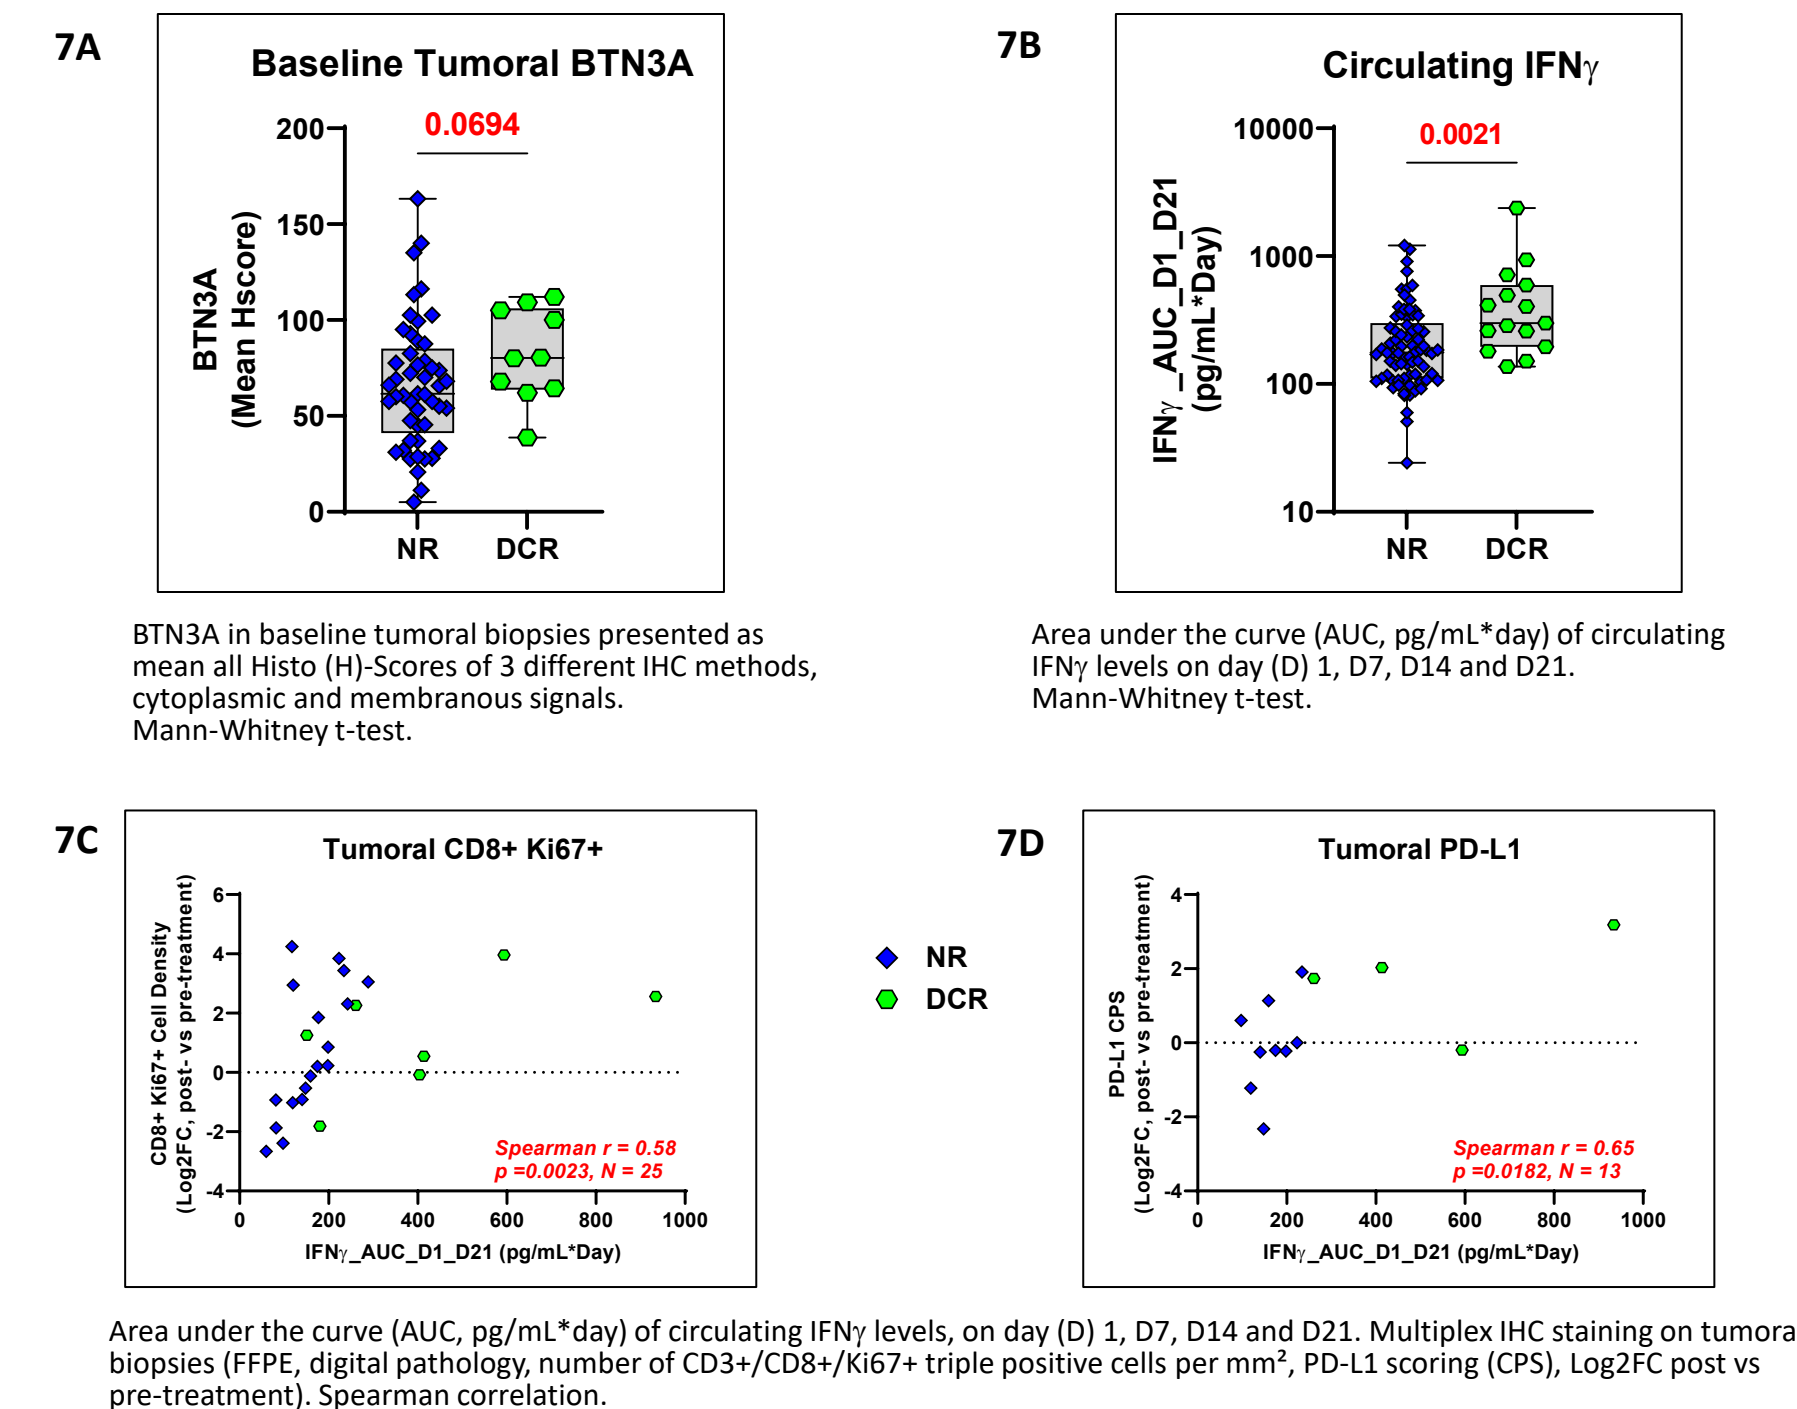 7A
Baseline Tumoral BTN3A
0.0694
BTN3A
(Mean Hscore)
200
150
100
50
0
NR
DCR
BTN3A in baseline tumoral biopsies presented as
mean all Histo (H)-Scores of 3 different IHC methods,
cytoplasmic and membranous signals.
Mann-Whitney t-test.
7B
Circulating IFNγ
0.0021
IFNγ _AUC_D1_D21
(pg/mL*Day)
10000
1000
100
10
NR
DCR
Area under the curve (AUC, pg/mL*day) of circulating
IFNγ levels on day (D) 1, D7, D14 and D21.
Mann-Whitney t-test.
7C
Tumoral CD8+ Ki67+
CD8+ Ki67+ Cell Density
(Log2FC, post- vs pre-treatment)
6
4
2
0
-2
-4
Spearman r = 0.58
p =0.0023, N = 25
0 200 400 600 800 1000
IFNγ_AUC_D1_D21 (pg/mL*Day)
NR
DCR
7D
Tumoral PD-L1
PD-L1 CPS
(Log2FC, post- vs pre-treatment)
4
2
0
-2
-4
Spearman r = 0.65
p =0.0182, N = 13
0 200 400 600 800 1000
IFNγ_AUC_D1_D21 (pg/mL*Day)
Area under the curve (AUC, pg/mL*day) of circulating IFNγ levels, on day (D) 1, D7, D14 and D21. Multiplex IHC staining on tumora
biopsies (FFPE, digital pathology, number of CD3+/CD8+/Ki67+ triple positive cells per mm², PD-L1 scoring (CPS), Log2FC post vs
pre-treatment). Spearman correlation.